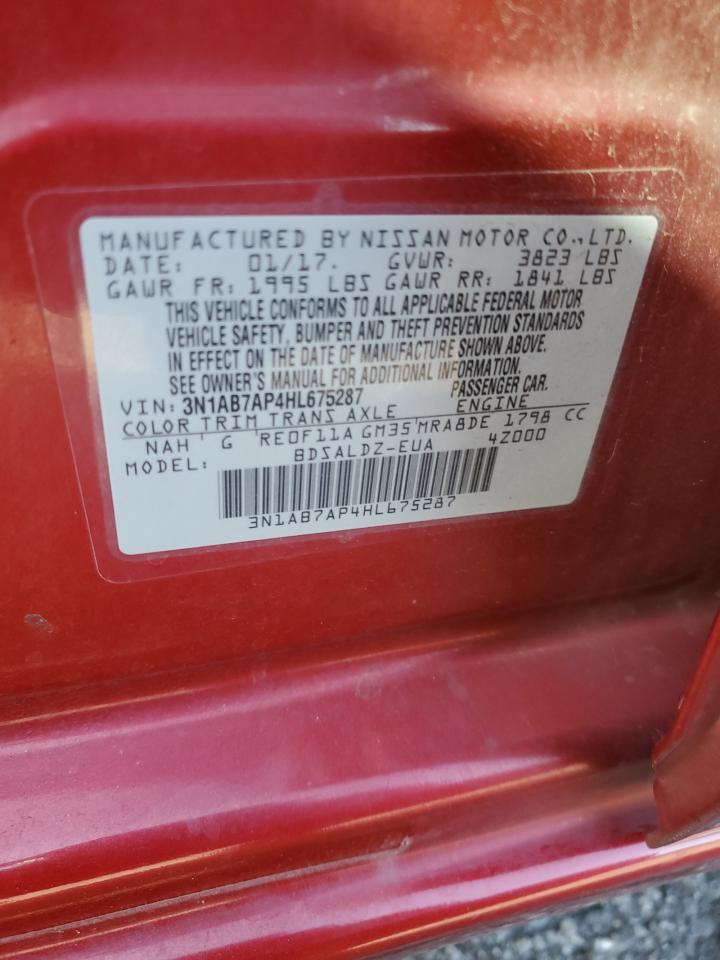 MANUFACTURED BY NISSAN MOTOR CO.,LTD.
DATE: 01/17. GVWR: 3823 LBS
GAWR FR: 1995 LBS GAWR RR: 1841 LBS
THIS VEHICLE CONFORMS TO ALL APPLICABLE FEDERAL MOTOR
VEHICLE SAFETY, BUMPER AND THEFT PREVENTION STANDARDS
IN EFFECT ON THE DATE OF MANUFACTURE SHOWN ABOVE.
SEE OWNER'S MANUAL FOR ADDITIONAL INFORMATION.
VIN: 3N1AB7AP4HL675287 PASSENGER CAR.
COLOR TRIM TRANS AXLE ENGINE
NAH G RE0F11A GM35 MRA8DE 1798 CC
MODEL: BDSALDZ-EUA 4Z000
3N1AB7AP4HL675287